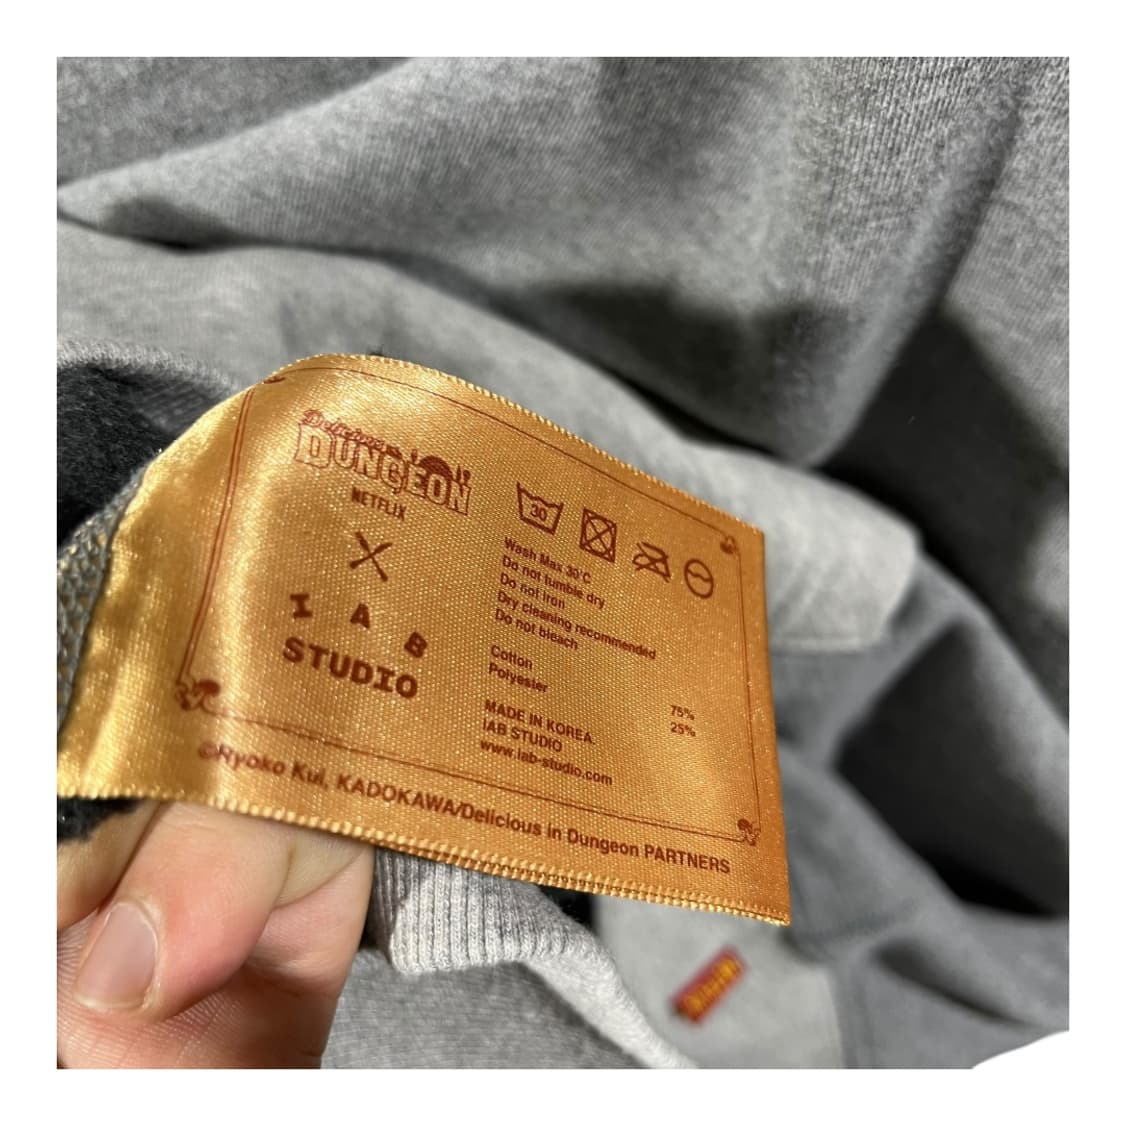 Delicious
DUNGEON
NETFLIX
IAB
STUDIO
30
Wash Max 30°C
Do not tumble dry
Do not iron
Dry cleaning recommended
Do not bleach
Cotton 75%
Polyester 25%
MADE IN KOREA.
IAB STUDIO
www.iab-studio.com
©Ryoko Kui, KADOKAWA/Delicious in Dungeon PARTNERS